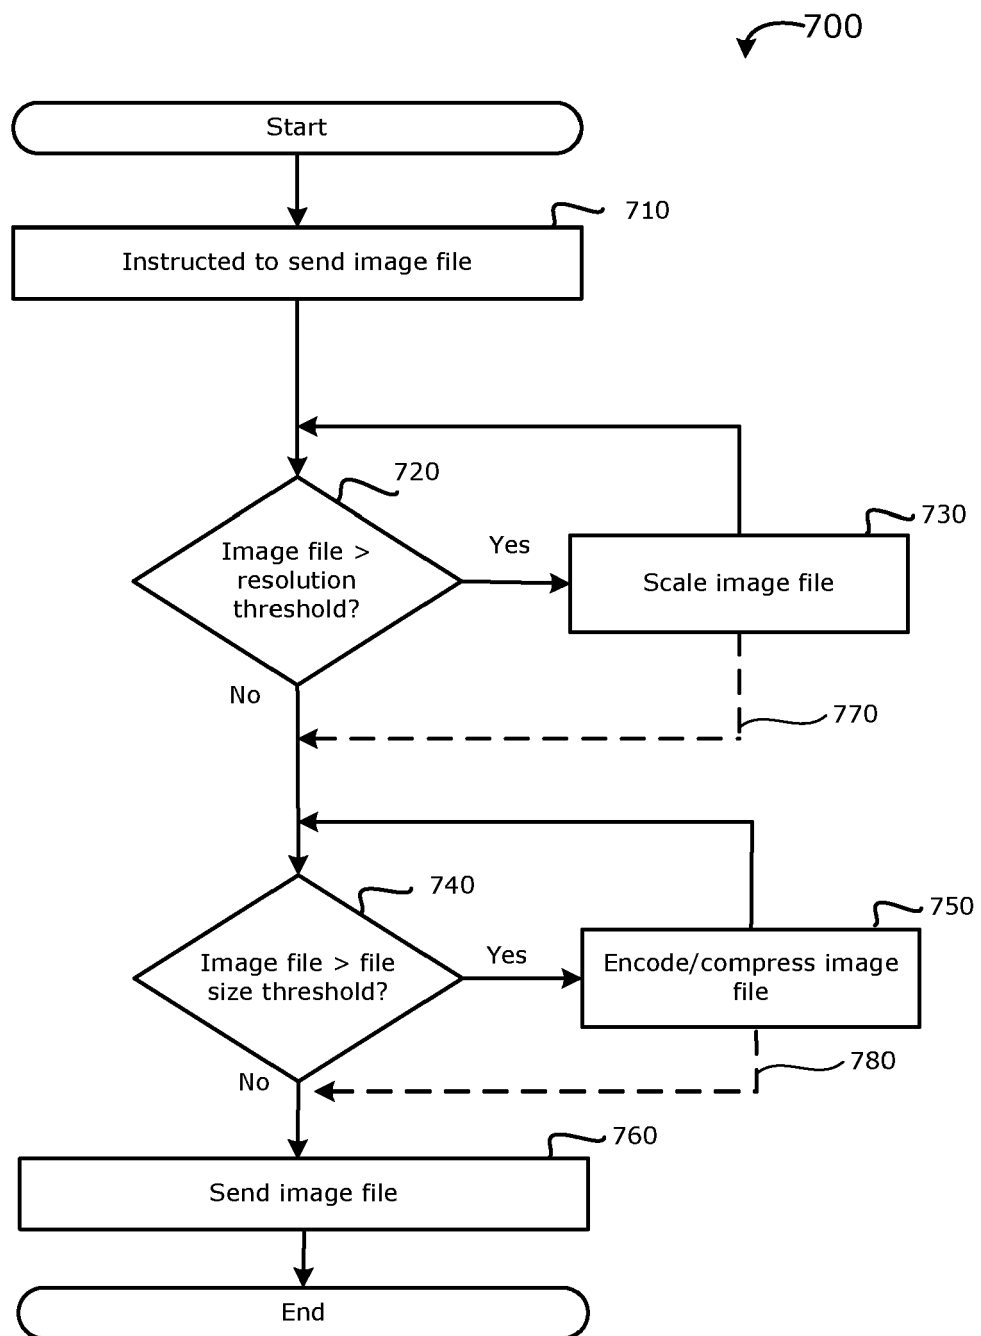 700
Start
710
Instructed to send image file
720
730
Image file >
resolution
threshold?
Yes
Scale image file
No
770
740
750
Image file > file
size threshold?
Yes
Encode/compress image
file
No
780
760
Send image file
End